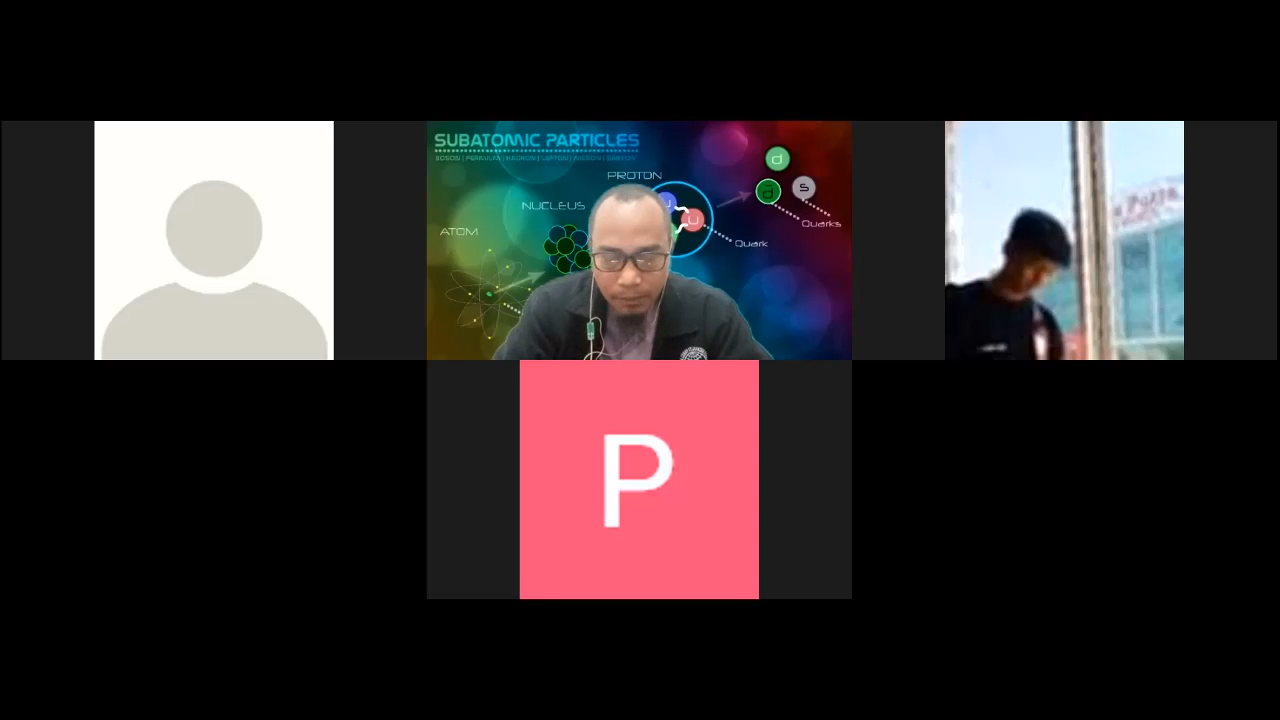 SUBATOMIC PARTICLES
PROTON
NUCLEUS
ATOM
d
d
s
U
U
Quarks
Quark
P